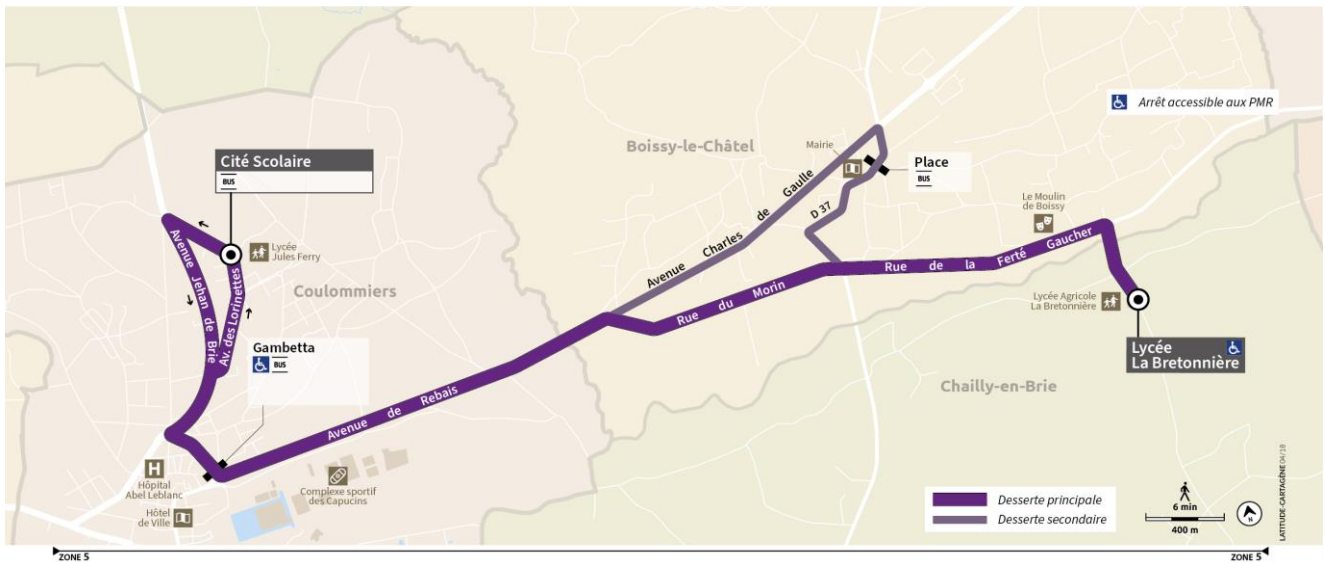 Arrêt accessible aux PMR
Boissy-le-Châtel
Mairie
Place
BUS
Cité Scolaire
BUS
Avenue Charles de Gaulle
D 37
Le Moulin
de Boissy
Lycée
Jules Ferry
Avenue Jehan de Brie
Av. des Lorinettes
Coulommiers
Rue de la Ferté Gaucher
Rue du Morin
Lycée Agricole
La Bretonnière
Gambetta
BUS
Lycée
La Bretonnière
Chailly-en-Brie
Avenue de Rebais
H
Hôpital
Abel Leblanc
Complexe sportif
des Capucins
Hôtel
de Ville
Desserte principale
Desserte secondaire
6 min
400 m
N
LATITUDE-CARTAGÈNE 04/18
ZONE 5
ZONE 5